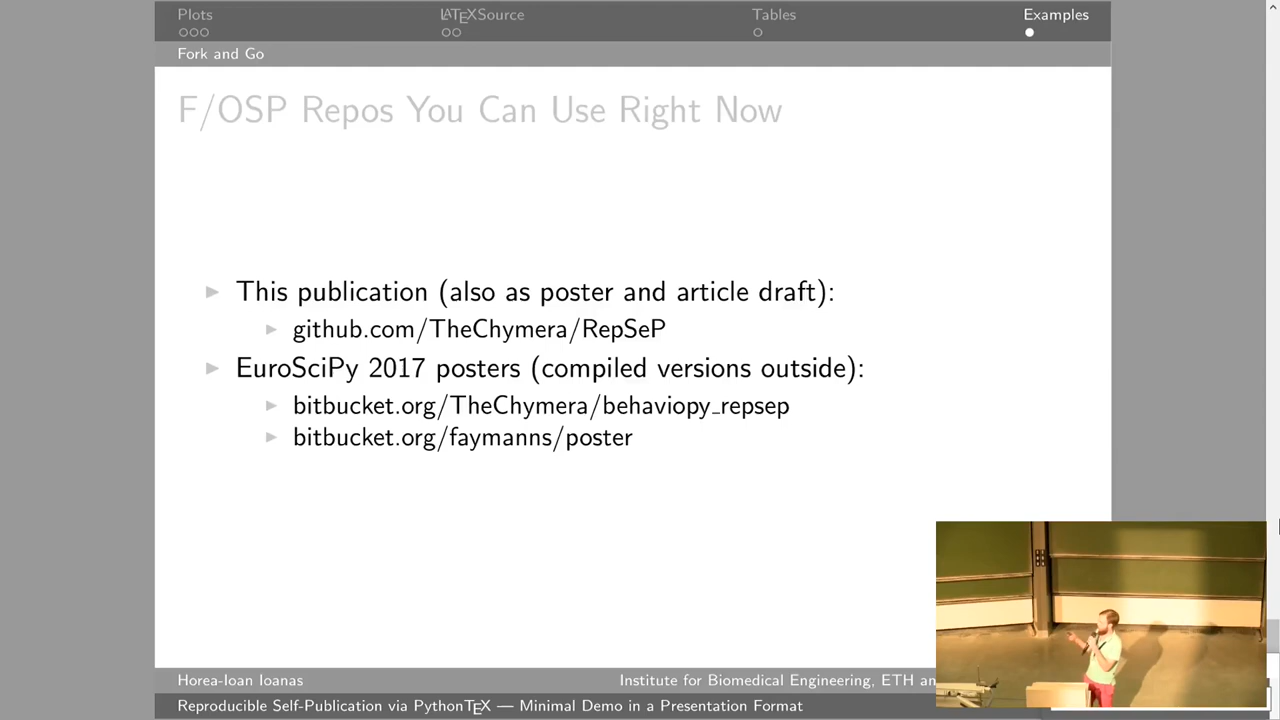 Plots LATEXSource Tables Examples
Fork and Go
F/OSP Repos You Can Use Right Now
This publication (also as poster and article draft):
github.com/TheChymera/RepSeP
EuroSciPy 2017 posters (compiled versions outside):
bitbucket.org/TheChymera/behaviopy_repsep
bitbucket.org/faymanns/poster
Horea-Ioan Ioanas Institute for Biomedical Engineering, ETH an
Reproducible Self-Publication via PythonTEX — Minimal Demo in a Presentation Format